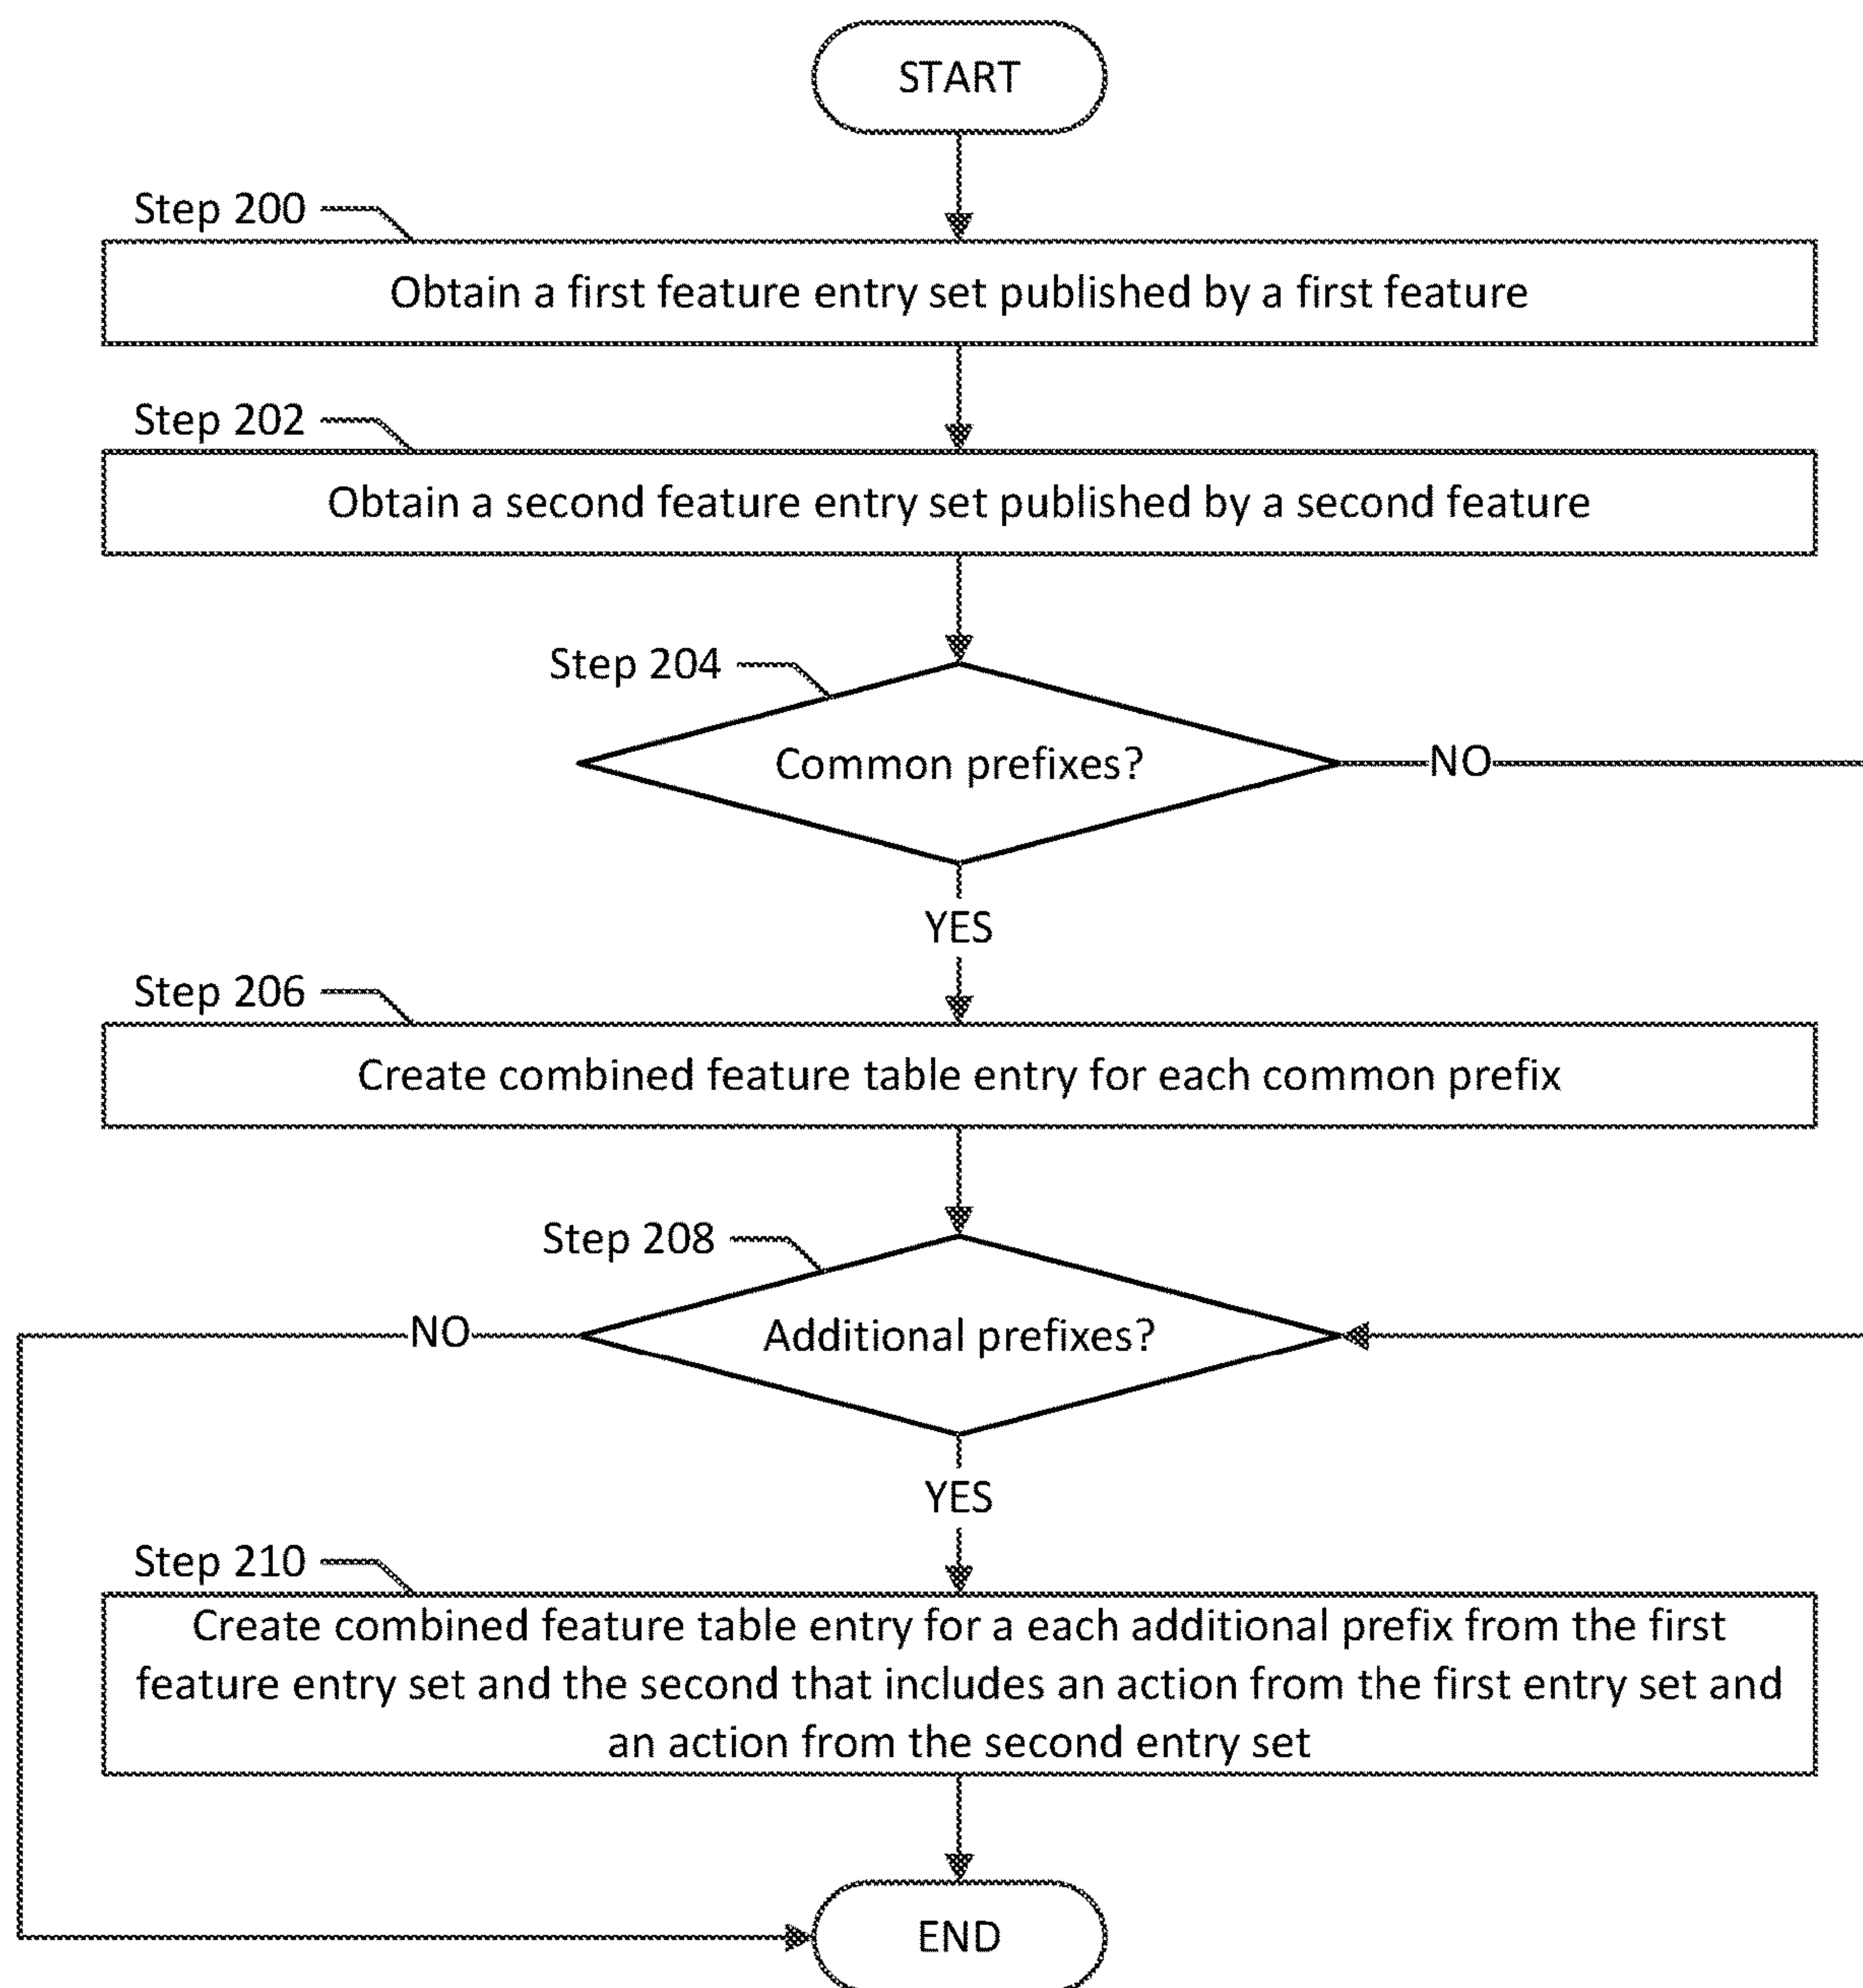 START
Step 200
Obtain a first feature entry set published by a first feature
Step 202
Obtain a second feature entry set published by a second feature
Step 204
Common prefixes?
NO
YES
Step 206
Create combined feature table entry for each common prefix
Step 208
NO
Additional prefixes?
YES
Step 210
Create combined feature table entry for a each additional prefix from the first
feature entry set and the second that includes an action from the first entry set and
an action from the second entry set
END